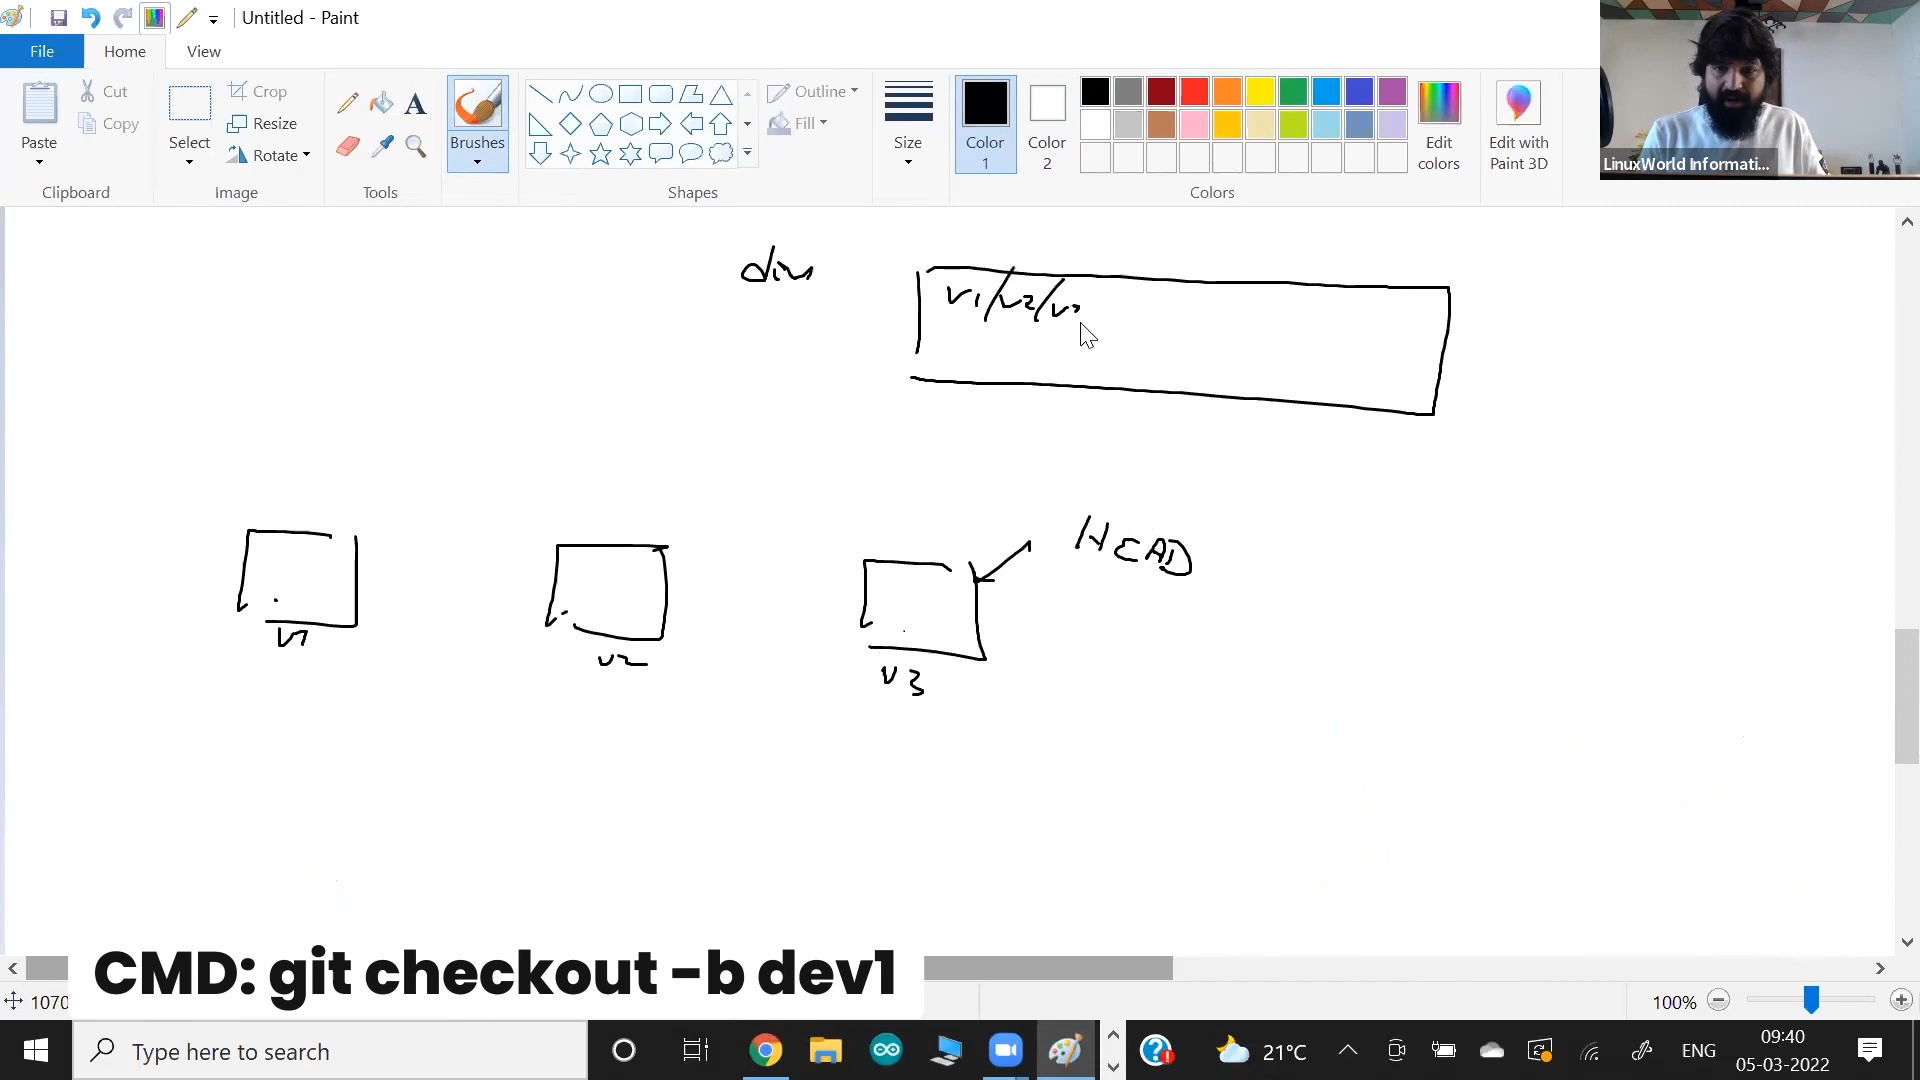 Untitled - Paint
File
Home
View
Paste
Cut
Copy
Clipboard
Select
Crop
Resize
Rotate
Image
Tools
Brushes
Shapes
Outline
Fill
Size
Color 1
Color 2
Colors
Edit colors
Edit with Paint 3D
LinuxWorld Informati...
V1/V2/V3
HEAD
V1
V2
V3
CMD: git checkout -b dev1
1070
100%
Type here to search
21°C
ENG
09:40
05-03-2022